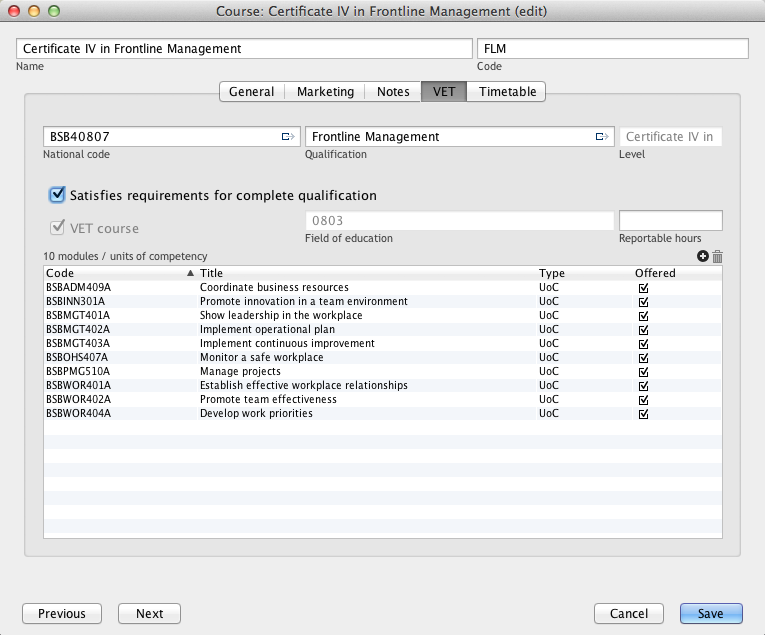 Course: Certificate IV in Frontline Management (edit)
Certificate IV in Frontline Management FLM
Name Code
General Marketing Notes VET Timetable
BSB40807 Frontline Management Certificate IV in
National code Qualification Level
Satisfies requirements for complete qualification
VET course 0803
Field of education Reportable hours
10 modules / units of competency
Code Title Type Offered
BSBADM409A Coordinate business resources UoC
BSBINN301A Promote innovation in a team environment UoC
BSBMGT401A Show leadership in the workplace UoC
BSBMGT402A Implement operational plan UoC
BSBMGT403A Implement continuous improvement UoC
BSBOHS407A Monitor a safe workplace UoC
BSBPMG510A Manage projects UoC
BSBWOR401A Establish effective workplace relationships UoC
BSBWOR402A Promote team effectiveness UoC
BSBWOR404A Develop work priorities UoC
Previous Next Cancel Save